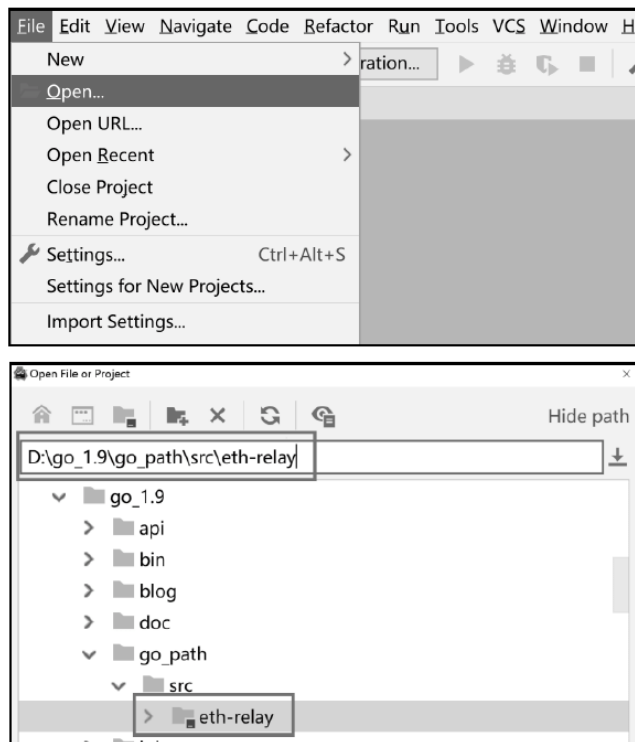 File Edit View Navigate Code Refactor Run Tools VCS Window H
New
ration...
Open...
Open URL...
Open Recent
Close Project
Rename Project...
Settings... Ctrl+Alt+S
Settings for New Projects...
Import Settings...
Open File or Project
Hide path
D:\go_1.9\go_path\src\eth-relay
go_1.9
api
bin
blog
doc
go_path
src
eth-relay